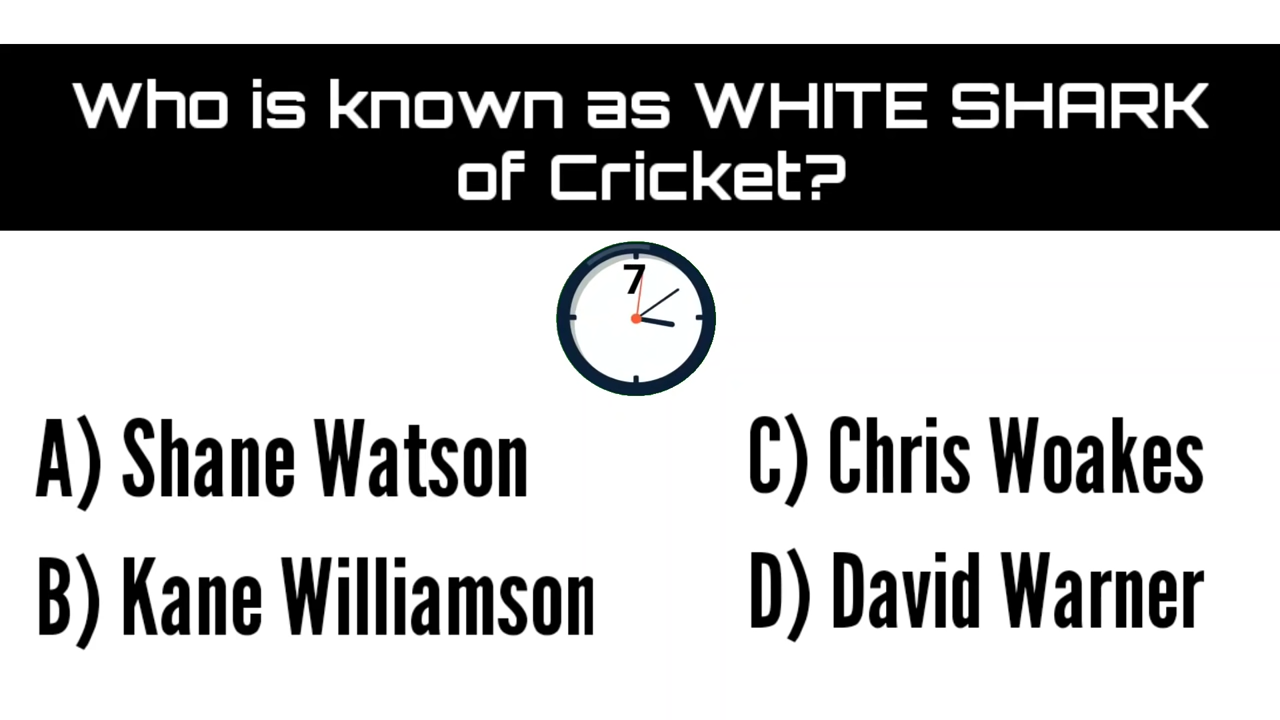 Who is known as WHITE SHARK
of Cricket?
7
A) Shane Watson
C) Chris Woakes
B) Kane Williamson
D) David Warner